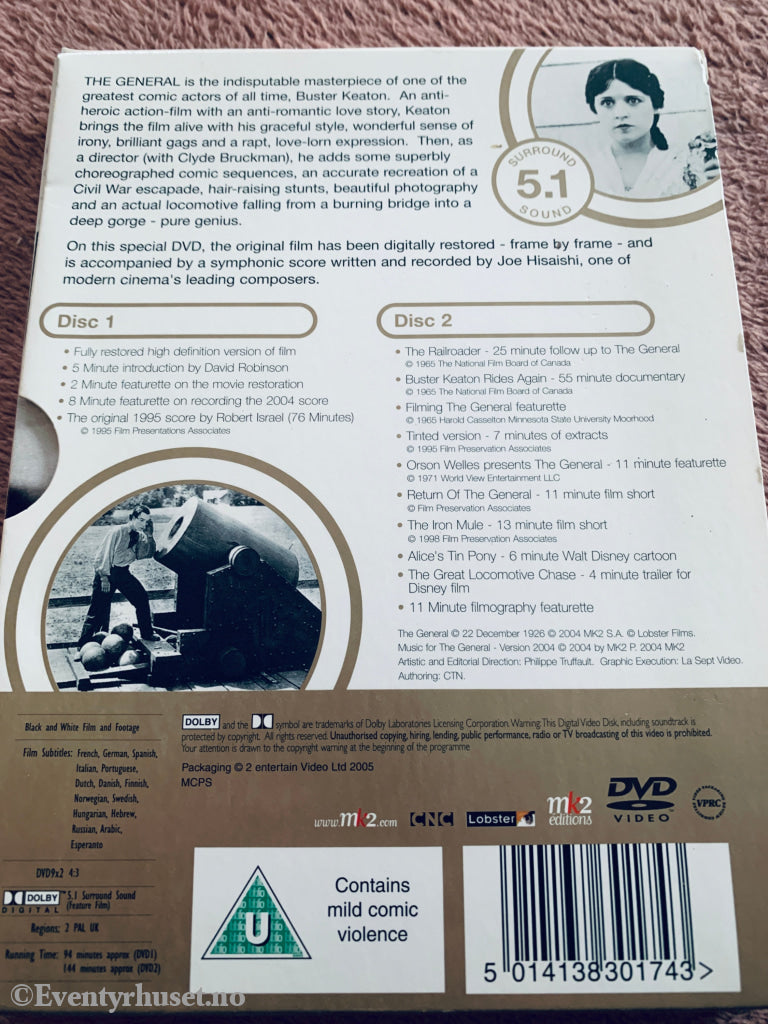 THE GENERAL is the indisputable masterpiece of one of the
greatest comic actors of all time, Buster Keaton. An anti-
heroic action-film with an anti-romantic love story, Keaton
brings the film alive with his graceful style, wonderful sense of
irony, brilliant gags and a rapt, love-lorn expression. Then, as
a director (with Clyde Bruckman), he adds some superbly
choreographed comic sequences, an accurate recreation of a
Civil War escapade, hair-raising stunts, beautiful photography
and an actual locomotive falling from a burning bridge into a
deep gorge - pure genius.
SURROUND
5.1
SOUND
On this special DVD, the original film has been digitally restored - frame by frame - and
is accompanied by a symphonic score written and recorded by Joe Hisaishi, one of
modern cinema's leading composers.
Disc 1
• Fully restored high definition version of film
• 5 Minute introduction by David Robinson
• 2 Minute featurette on the movie restoration
• 8 Minute featurette on recording the 2004 score
• The original 1995 score by Robert Israel (76 Minutes)
© 1995 Film Presentations Associates
Disc 2
• The Railroader - 25 minute follow up to The General
© 1965 The National Film Board of Canada
• Buster Keaton Rides Again - 55 minute documentary
© 1965 The National Film Board of Canada
• Filming The General featurette
© 1965 Harold Casselton Minnesota State University Moorhood
• Tinted version - 7 minutes of extracts
© 1995 Film Preservation Associates
• Orson Welles presents The General - 11 minute featurette
© 1971 World View Entertainment LLC
• Return Of The General - 11 minute film short
© Film Preservation Associates
• The Iron Mule - 13 minute film short
© 1998 Film Preservation Associates
• Alice's Tin Pony - 6 minute Walt Disney cartoon
• The Great Locomotive Chase - 4 minute trailer for
Disney film
• 11 Minute filmography featurette
The General © 22 December 1926 © 2004 MK2 S.A. © Lobster Films.
Music for The General - Version 2004 ℗ 2004 © by MK2 P. 2004 MK2
Artistic and Editorial Direction: Philippe Truffault. Graphic Execution: La Sept Video.
Authoring: CTN.
Black and White Film and Footage
Film Subtitles: French, German, Spanish,
Italian, Portuguese,
Dutch, Danish, Finnish,
Norwegian, Swedish,
Hungarian, Hebrew,
Russian, Arabic,
Esperanto
DVD9x2 4:3
DOLBY DIGITAL ™ 5.1 Surround Sound
(Feature Film)
Regions: 2 PAL UK
Running Time: 94 minutes approx (DVD1)
144 minutes approx (DVD2)
DOLBY and the symbol are trademarks of Dolby Laboratories Licensing Corporation. Warning: This Digital Video Disk, including soundtrack is
protected by copyright. All rights reserved. Unauthorised copying, hiring, lending, public performance, radio or TV broadcasting of this video is prohibited.
Your attention is drawn to the copyright warning at the beginning of the programme
Packaging © 2 entertain Video Ltd 2005
MCPS
www.mk2.com
CNC
Lobster
mk2
éditions
DVD
VIDEO
VPRC
U
Contains
mild comic
violence
5 014138 301743 >
©Eventyrhuset.no